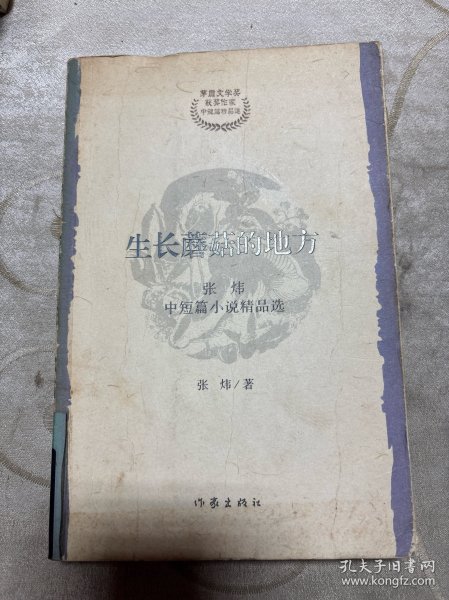 茅盾文学奖
获奖作家
中短篇精品选
生长蘑菇的地方
张 炜
中短篇小说精品选
张 炜/著
作家出版社
孔夫子旧书网
www.kongfz.com